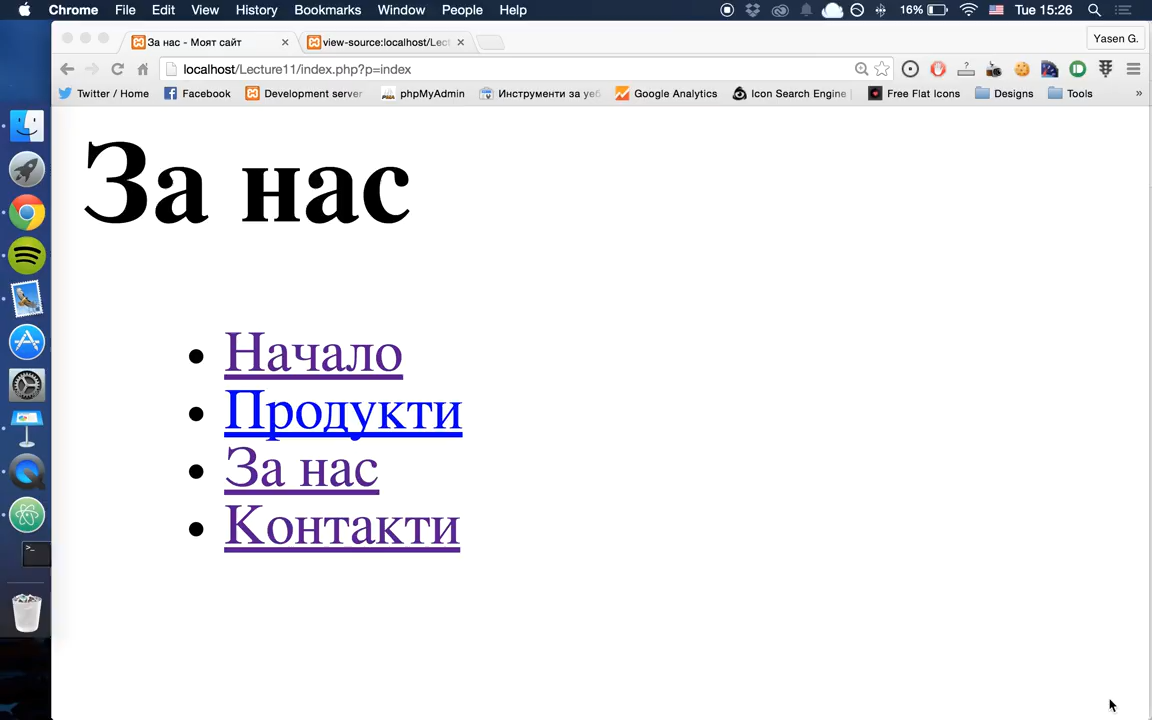 Chrome File Edit View History Bookmarks Window People Help 16% Tue 15:26
За нас - Моят сайт view-source:localhost/Lect Yasen G.
localhost/Lecture11/index.php?p=index
Twitter / Home Facebook Development server phpMyAdmin Инструменти за уеб Google Analytics Icon Search Engine Free Flat Icons Designs Tools »
За нас
• Начало
• Продукти
• За нас
• Контакти